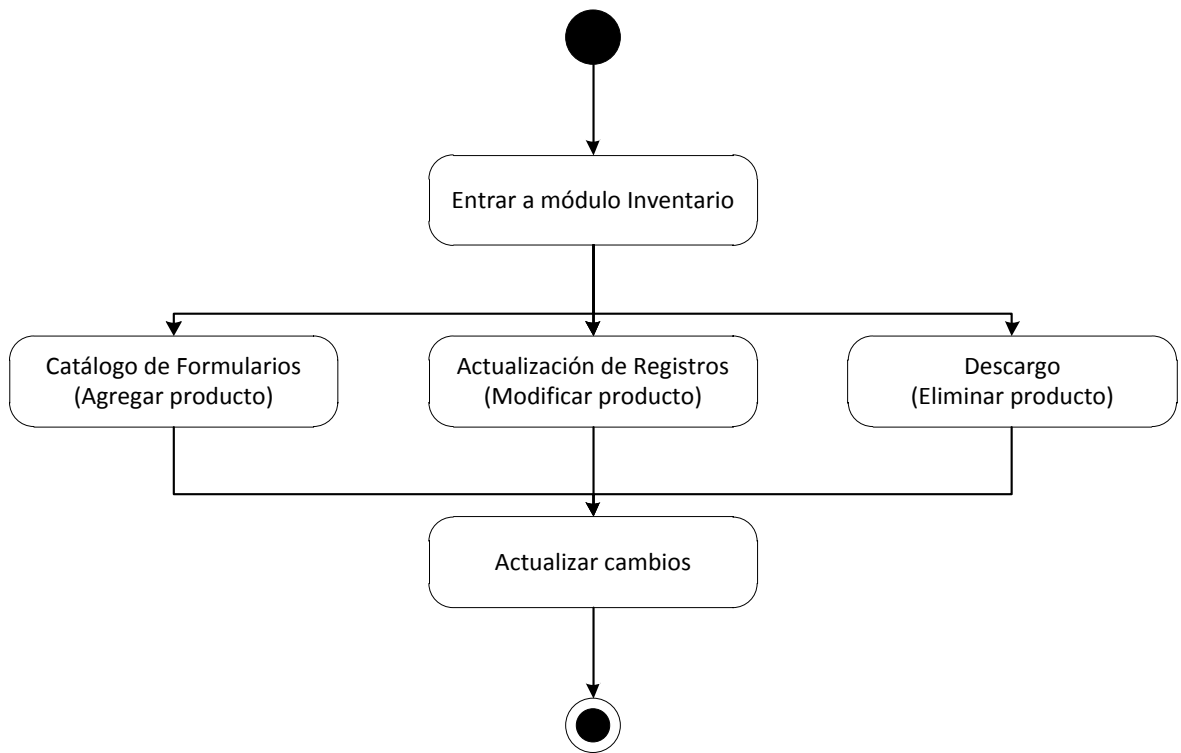 Entrar a módulo Inventario
Catálogo de Formularios
(Agregar producto)
Actualización de Registros
(Modificar producto)
Descargo
(Eliminar producto)
Actualizar cambios